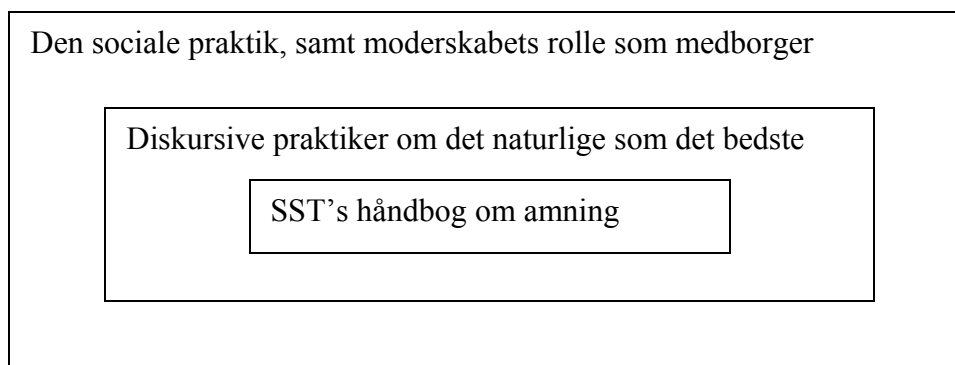 Den sociale praktik, samt moderskabets rolle som medborger
Diskursive praktiker om det naturlige som det bedste
SST's håndbog om amning